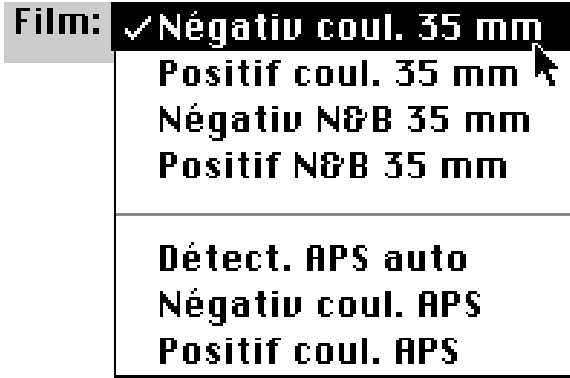 Film: ✓Négativ coul. 35 mm
Positif coul. 35 mm
Négativ N&B 35 mm
Positif N&B 35 mm
Détect. APS auto
Négativ coul. APS
Positif coul. APS